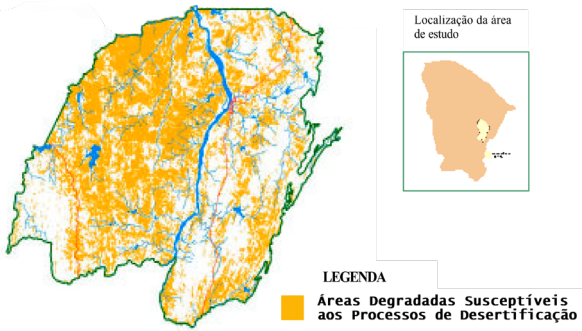 Localização da área
de estudo
LEGENDA
Áreas Degradadas Susceptíveis
aos Processos de Desertificação